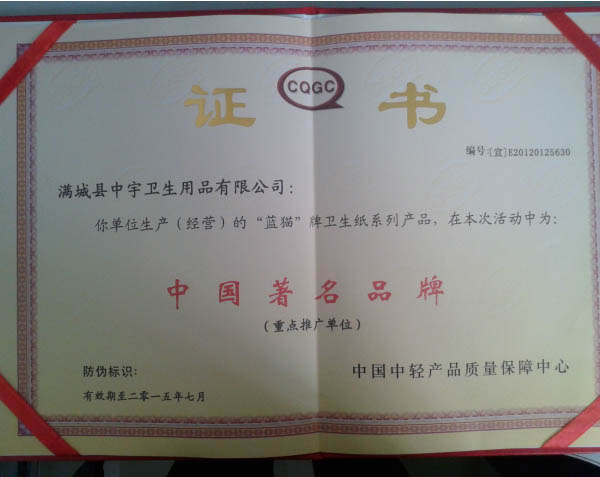 证 CQGC 书
编号:[宣]E20120125630
满城县中宇卫生用品有限公司:
你单位生产(经营)的“蓝猫”牌卫生纸系列产品, 在本次活动中为:
中国著名品牌
(重点推广单位)
防伪标识: 中国中轻产品质量保障中心
有效期至二〇一五年七月